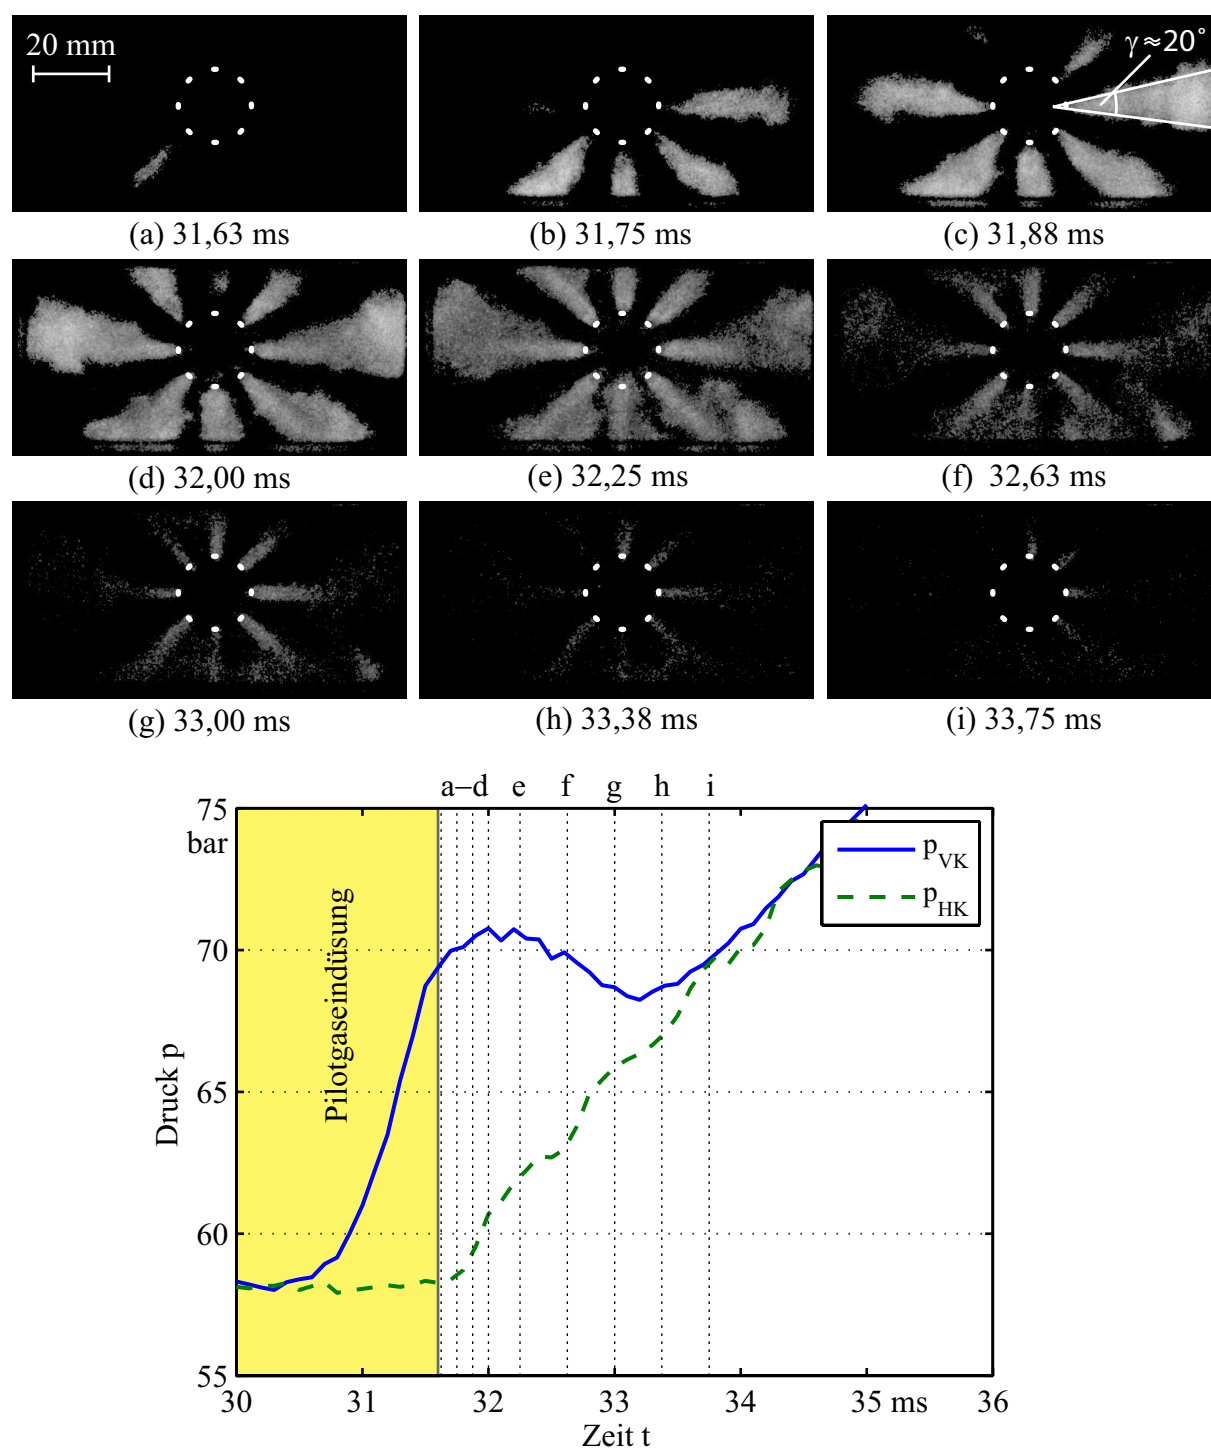 20 mm
γ ≈ 20°
(a) 31,63 ms
(b) 31,75 ms
(c) 31,88 ms
(d) 32,00 ms
(e) 32,25 ms
(f) 32,63 ms
(g) 33,00 ms
(h) 33,38 ms
(i) 33,75 ms
a–d e f g h i
75
bar
70
65
60
55
Druck p
Pilotgaseindüsung
p_VK
p_HK
30 31 32 33 34 35 ms 36
Zeit t